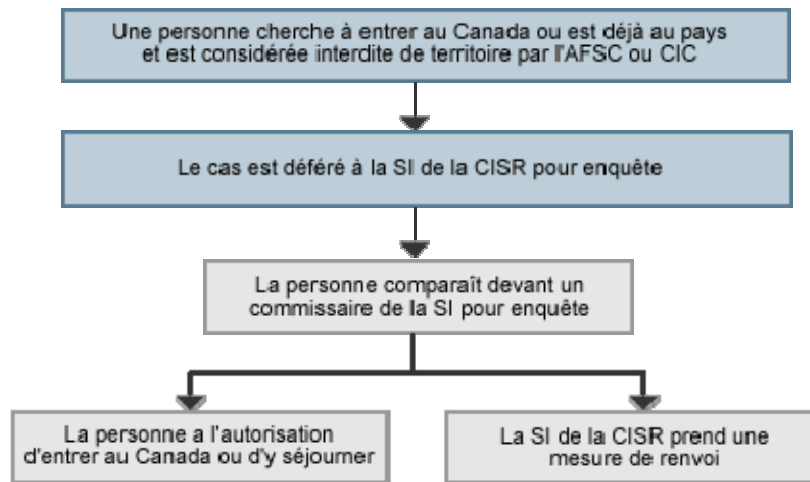 Une personne cherche à entrer au Canada ou est déjà au pays
et est considérée interdite de territoire par l'AFSC ou CIC
Le cas est déféré à la SI de la CISR pour enquête
La personne comparaît devant un
commissaire de la SI pour enquête
La personne a l'autorisation
d'entrer au Canada ou d'y séjourner
La SI de la CISR prend une
mesure de renvoi